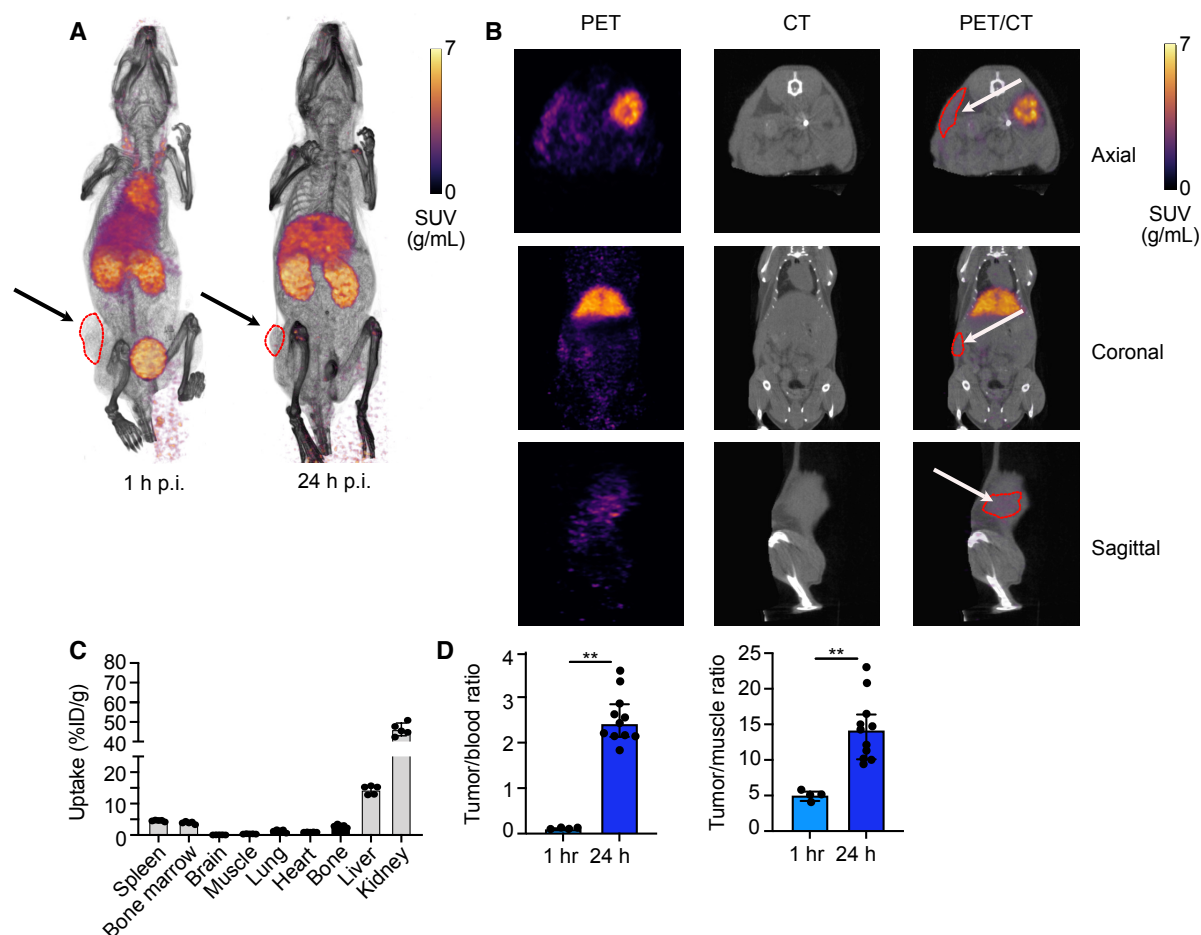 A
7
0
SUV
(g/mL)
1 h p.i.
24 h p.i.
B
PET
CT
PET/CT
7
0
SUV
(g/mL)
Axial
Coronal
Sagittal
C
Uptake (%ID/g)
80
70
60
50
40
20
15
10
5
0
Spleen
Bone marrow
Brain
Muscle
Lung
Heart
Bone
Liver
Kidney
D
Tumor/blood ratio
4
3
2
1
0
**
1 hr
24 h
Tumor/muscle ratio
25
20
15
10
5
0
**
1 hr
24 h